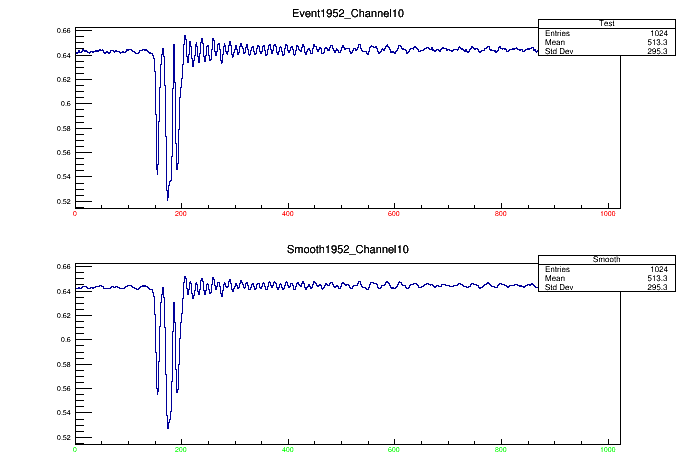 Event1952_Channel10
Test
Entries 1024
Mean 513.3
Std Dev 295.3
0.66
0.64
0.62
0.6
0.58
0.56
0.54
0.52
0 200 400 600 800 1000
Smooth1952_Channel10
Smooth
Entries 1024
Mean 513.3
Std Dev 295.3
0.66
0.64
0.62
0.6
0.58
0.56
0.54
0.52
0 200 400 600 800 1000